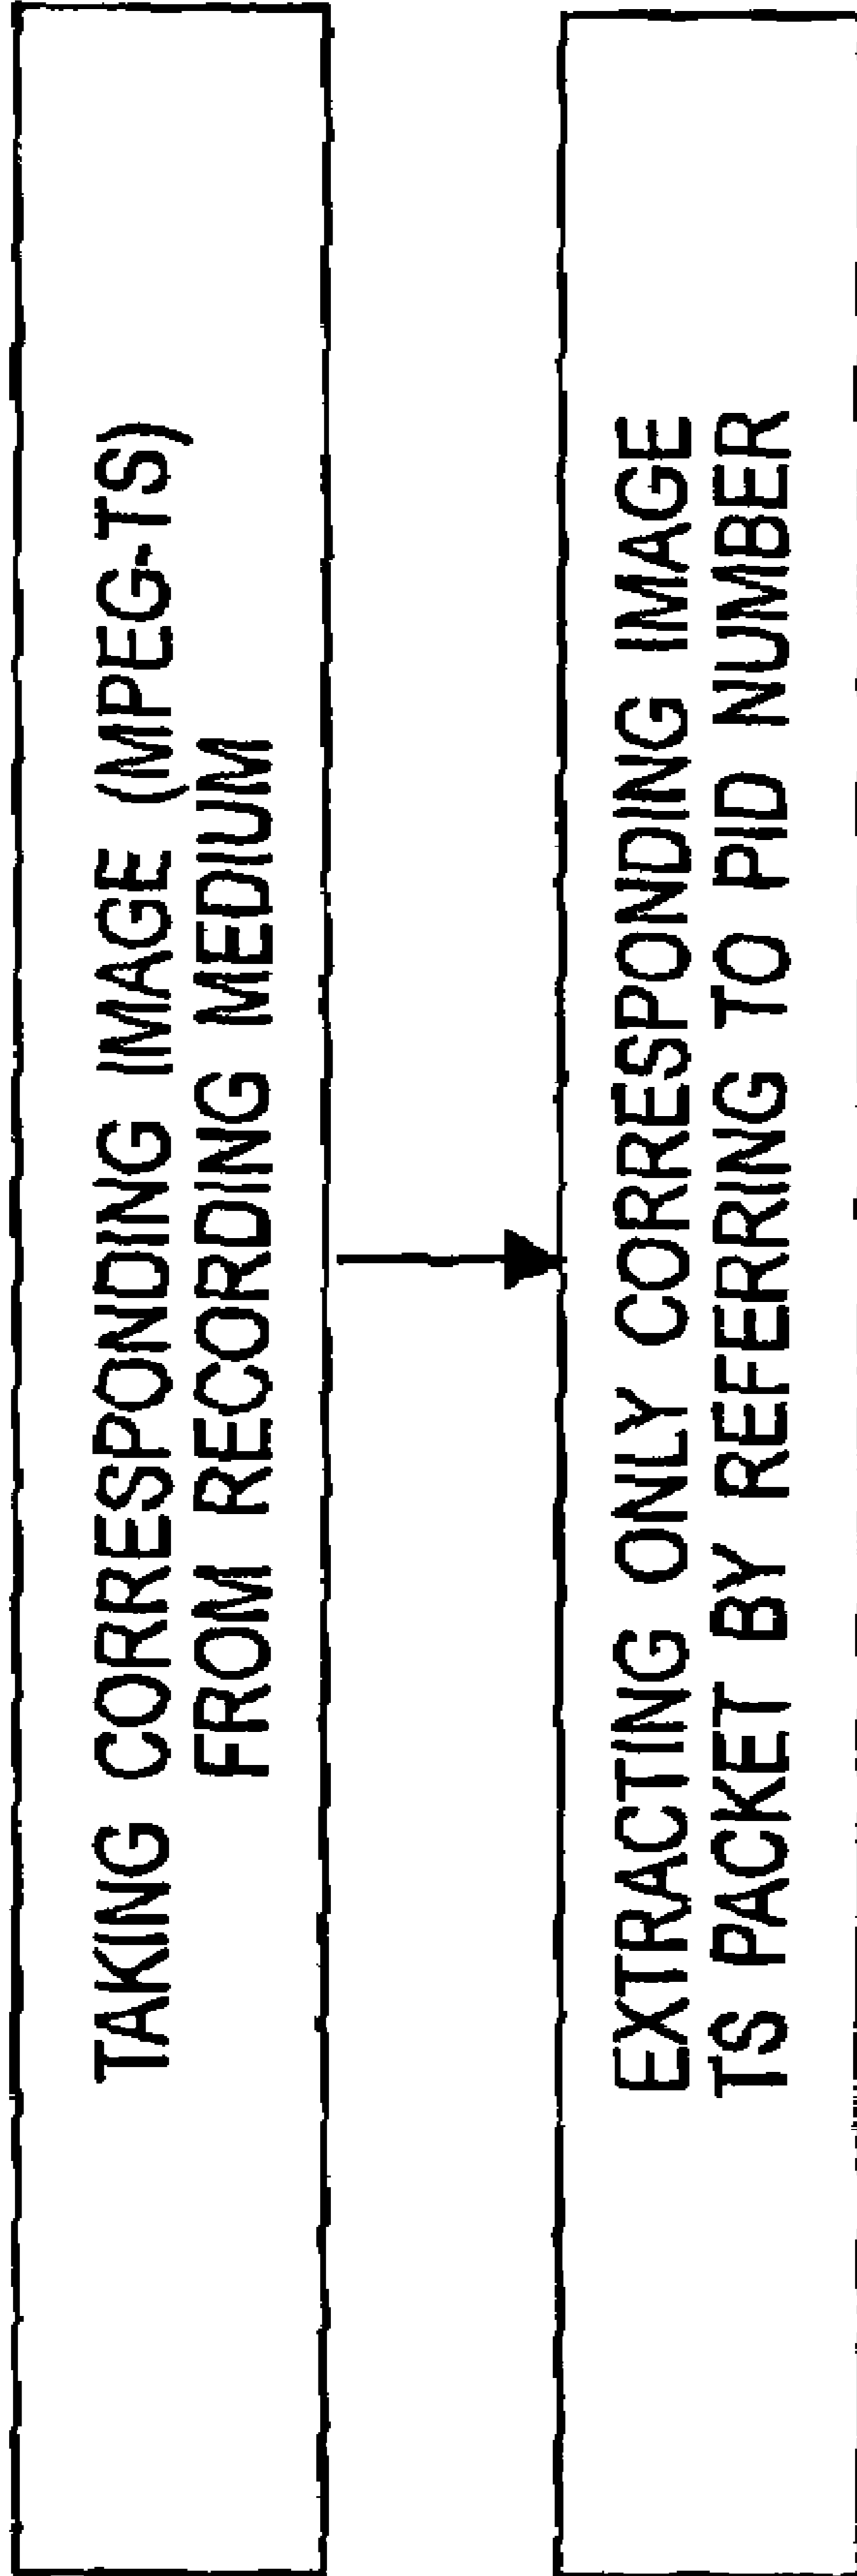 TAKING CORRESPONDING IMAGE (MPEG-TS)
FROM RECORDING MEDIUM
EXTRACTING ONLY CORRESPONDING IMAGE
TS PACKET BY REFERRING TO PID NUMBER